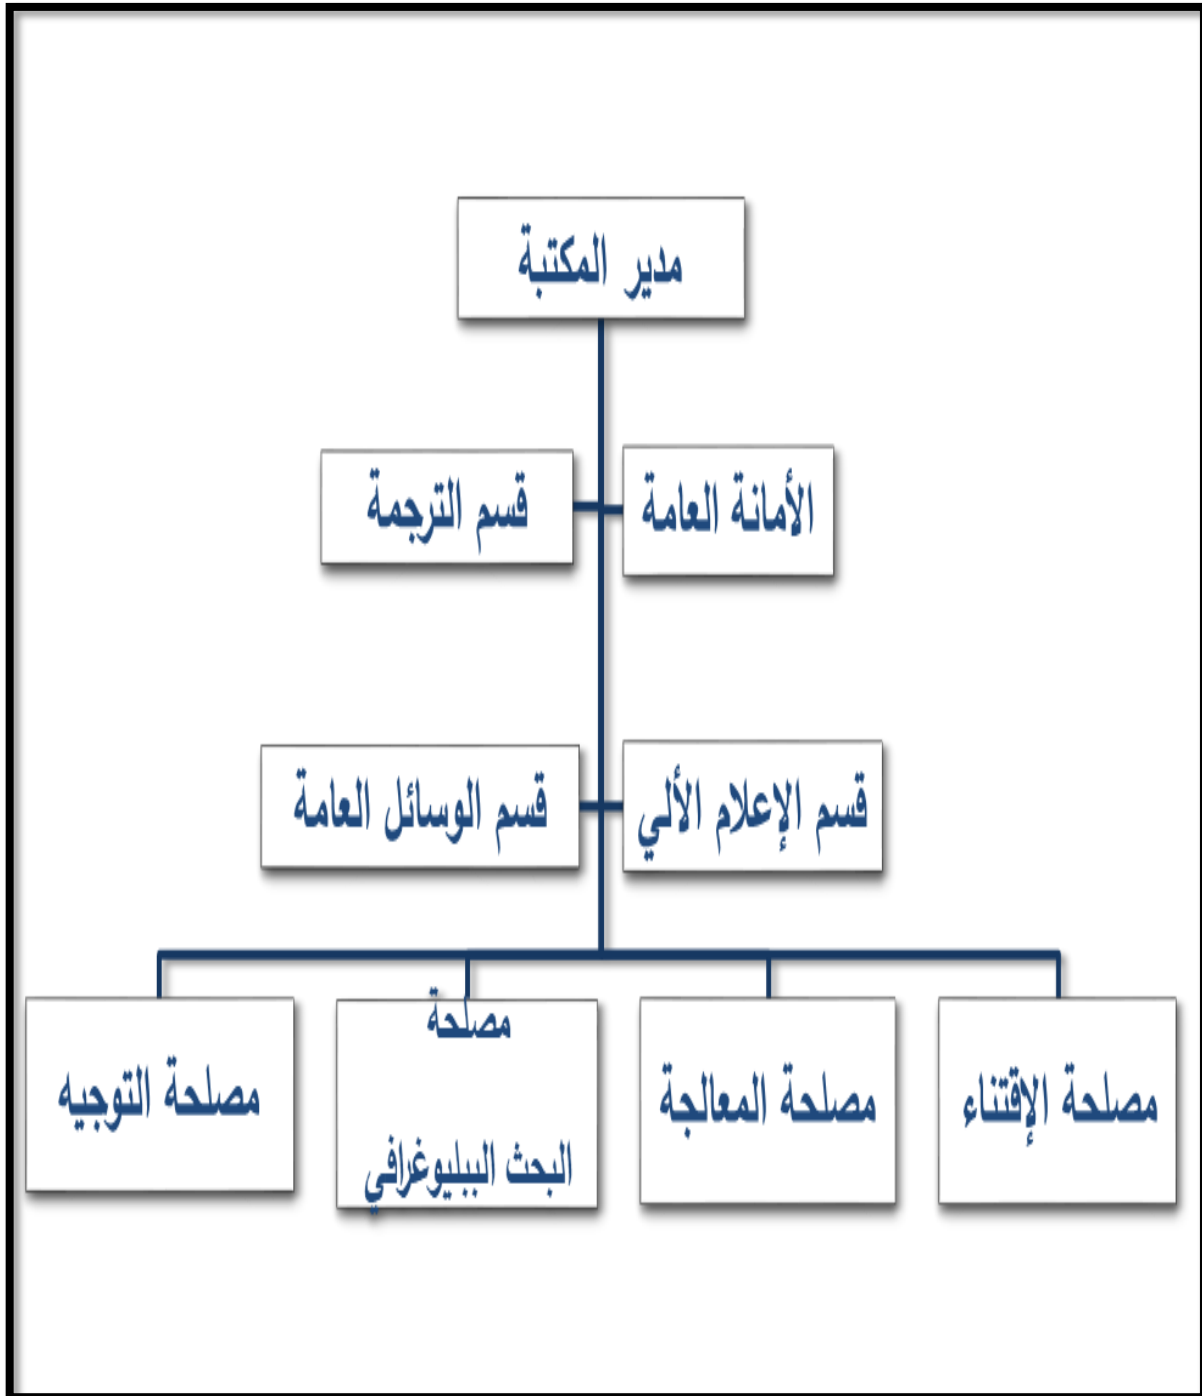 مدير المكتبة
الأمانة العامة
قسم الترجمة
قسم الإعلام الألي
قسم الوسائل العامة
مصلحة الإقتناء
مصلحة المعالجة
مصلحة
البحث الببليوغرافي
مصلحة التوجيه